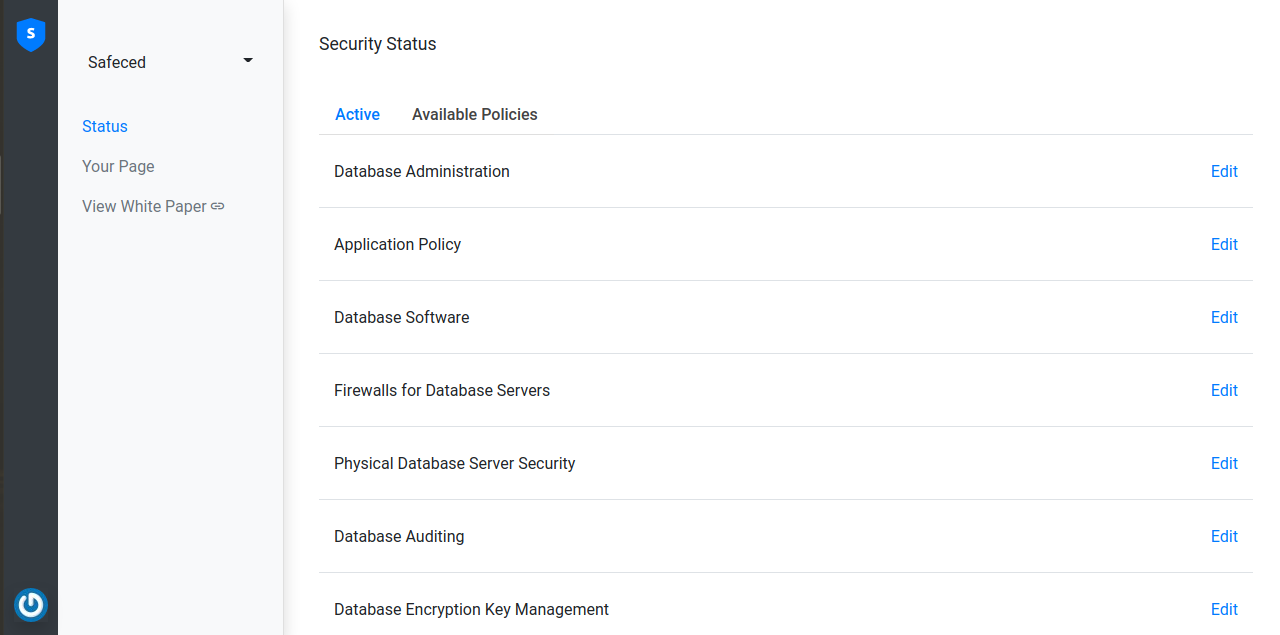 S
Safeced
Status
Your Page
View White Paper
Security Status
Active Available Policies
Database Administration Edit
Application Policy Edit
Database Software Edit
Firewalls for Database Servers Edit
Physical Database Server Security Edit
Database Auditing Edit
Database Encryption Key Management Edit